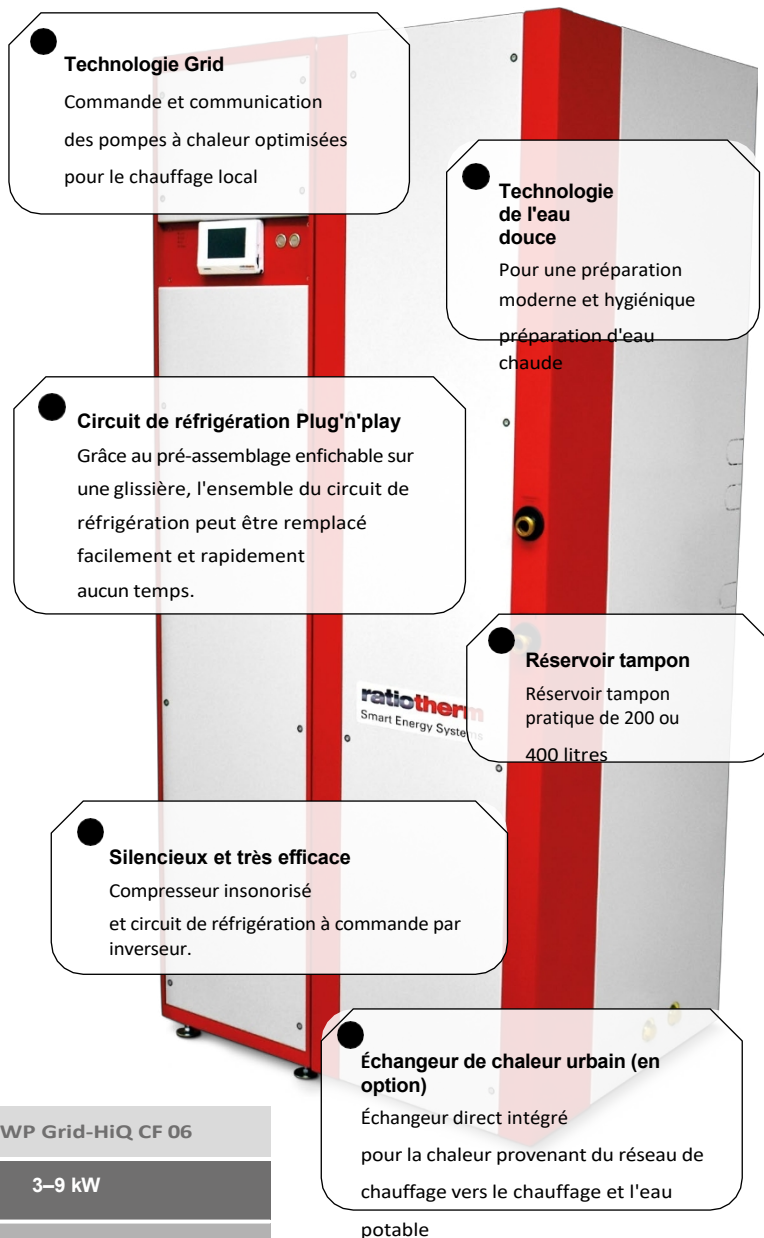 Technologie Grid
Commande et communication
des pompes à chaleur optimisées
pour le chauffage local
Technologie
de l'eau
douce
Pour une préparation
moderne et hygiénique
préparation d'eau
chaude
Circuit de réfrigération Plug'n'play
Grâce au pré-assemblage enfichable sur
une glissière, l'ensemble du circuit de
réfrigération peut être remplacé
facilement et rapidement
aucun temps.
Réservoir tampon
Réservoir tampon
pratique de 200 ou
400 litres
ratiotherm
Smart Energy Systems
Silencieux et très efficace
Compresseur insonorisé
et circuit de réfrigération à commande par
inverseur.
Échangeur de chaleur urbain (en
option)
Échangeur direct intégré
pour la chaleur provenant du réseau de
chauffage vers le chauffage et l'eau
potable
WP Grid-HiQ CF 06
3–9 kW